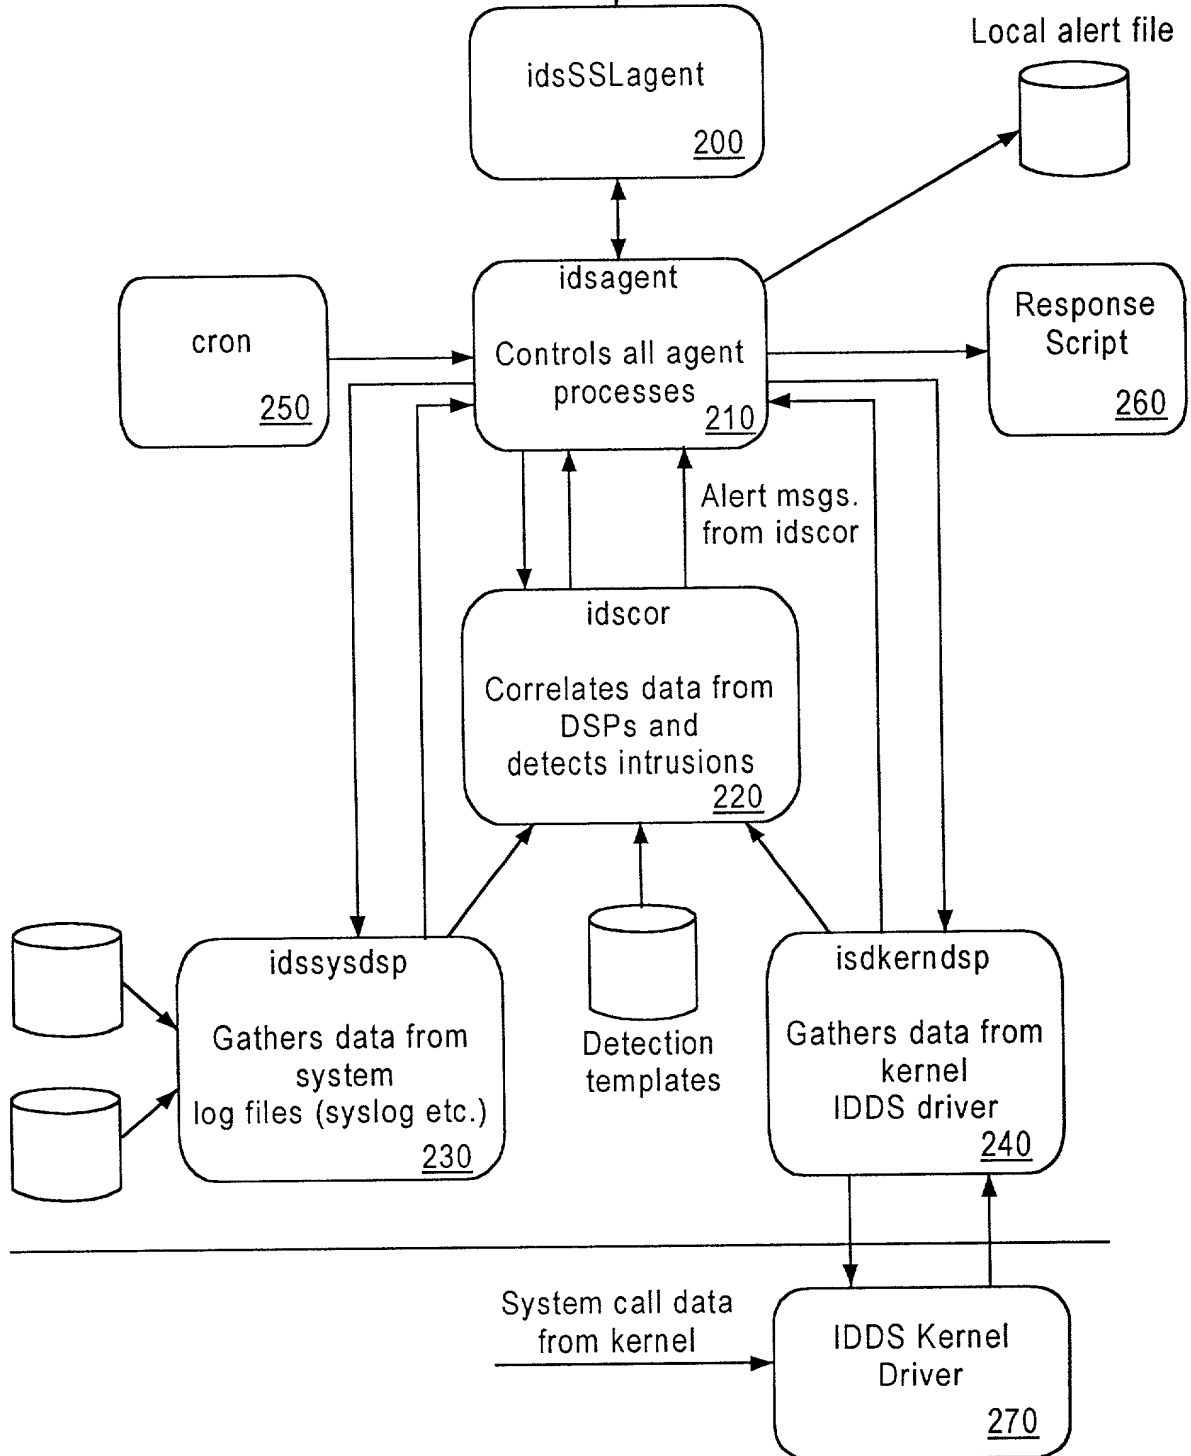 Local alert file
idsSSLagent
200
idsagent
Controls all agent
processes
210
cron
250
Response
Script
260
Alert msgs.
from idscor
idscor
Correlates data from
DSPs and
detects intrusions
220
idssysdsp
Gathers data from
system
log files (syslog etc.)
230
Detection
templates
isdkerndsp
Gathers data from
kernel
IDDS driver
240
System call data
from kernel
IDDS Kernel
Driver
270